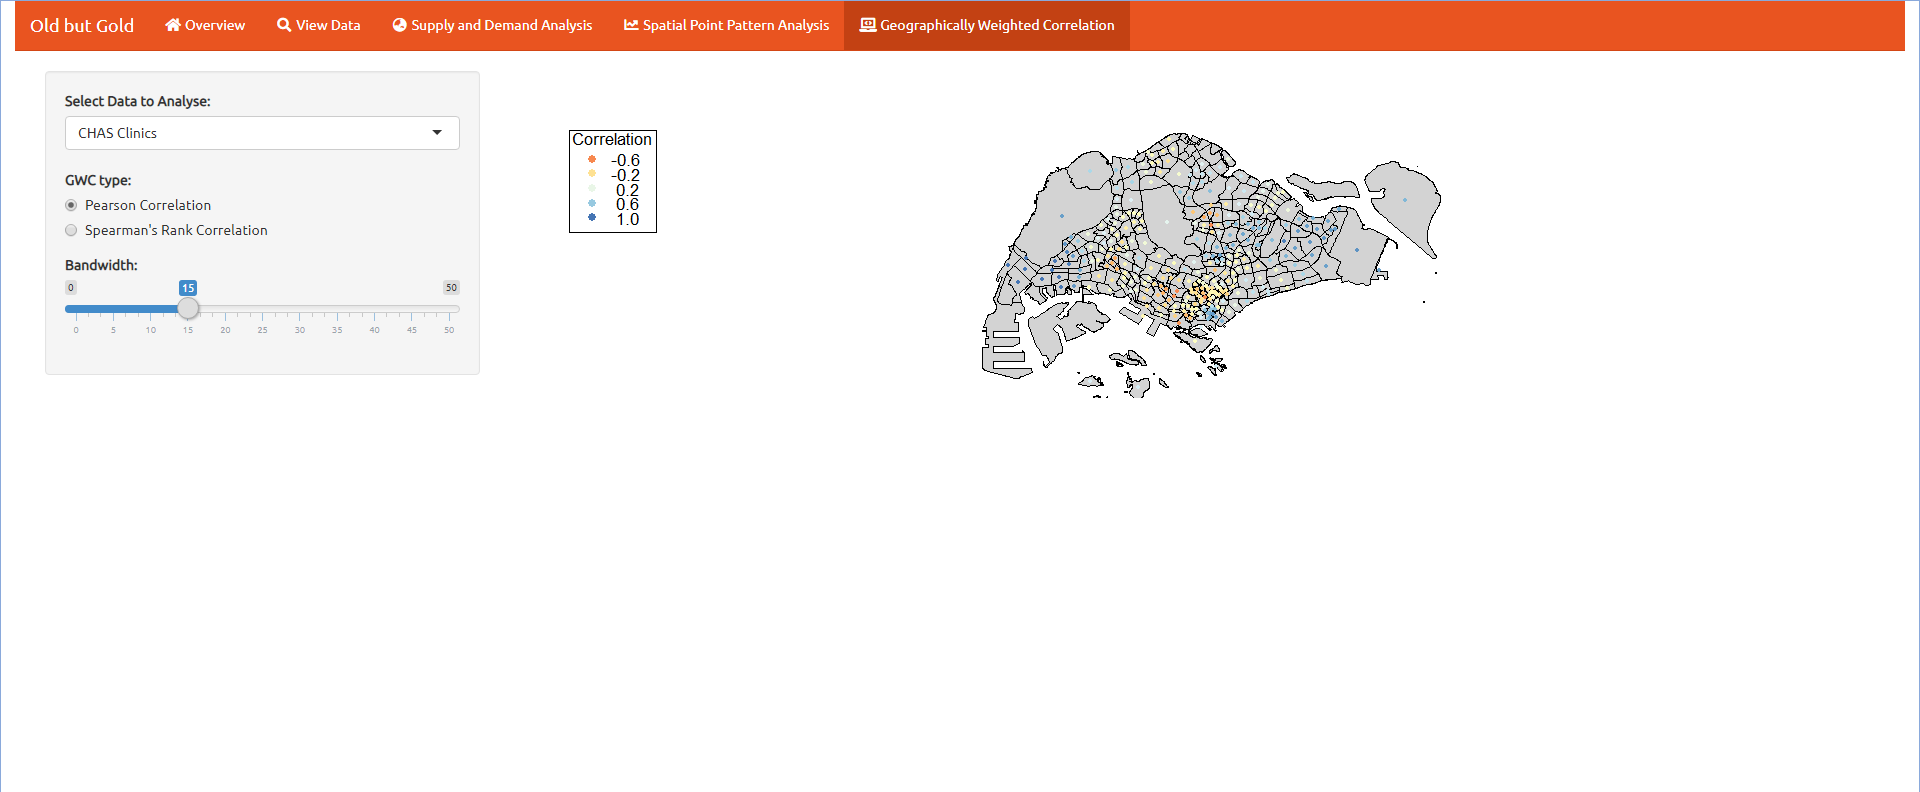 Old but Gold Overview View Data Supply and Demand Analysis Spatial Point Pattern Analysis Geographically Weighted Correlation
Select Data to Analyse:
CHAS Clinics
GWC type:
Pearson Correlation
Spearman's Rank Correlation
Bandwidth:
0 15 50
0 5 10 15 20 25 30 35 40 45 50
Correlation
-0.6
-0.2
0.2
0.6
1.0